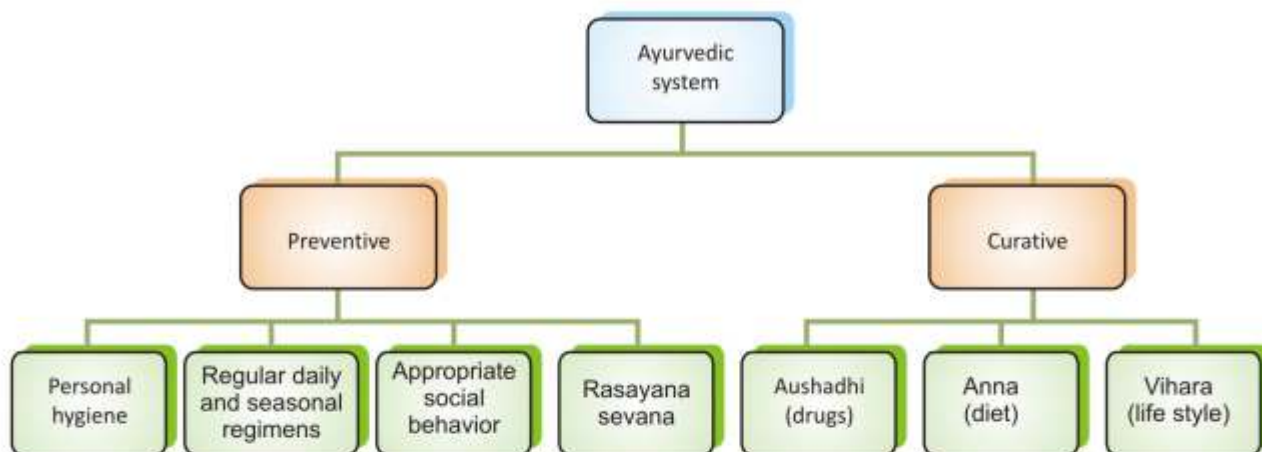 Ayurvedic
system
Preventive
Curative
Personal
hygiene
Regular daily
and seasonal
regimens
Appropriate
social
behavior
Rasayana
sevana
Aushadhi
(drugs)
Anna
(diet)
Vihara
(life style)